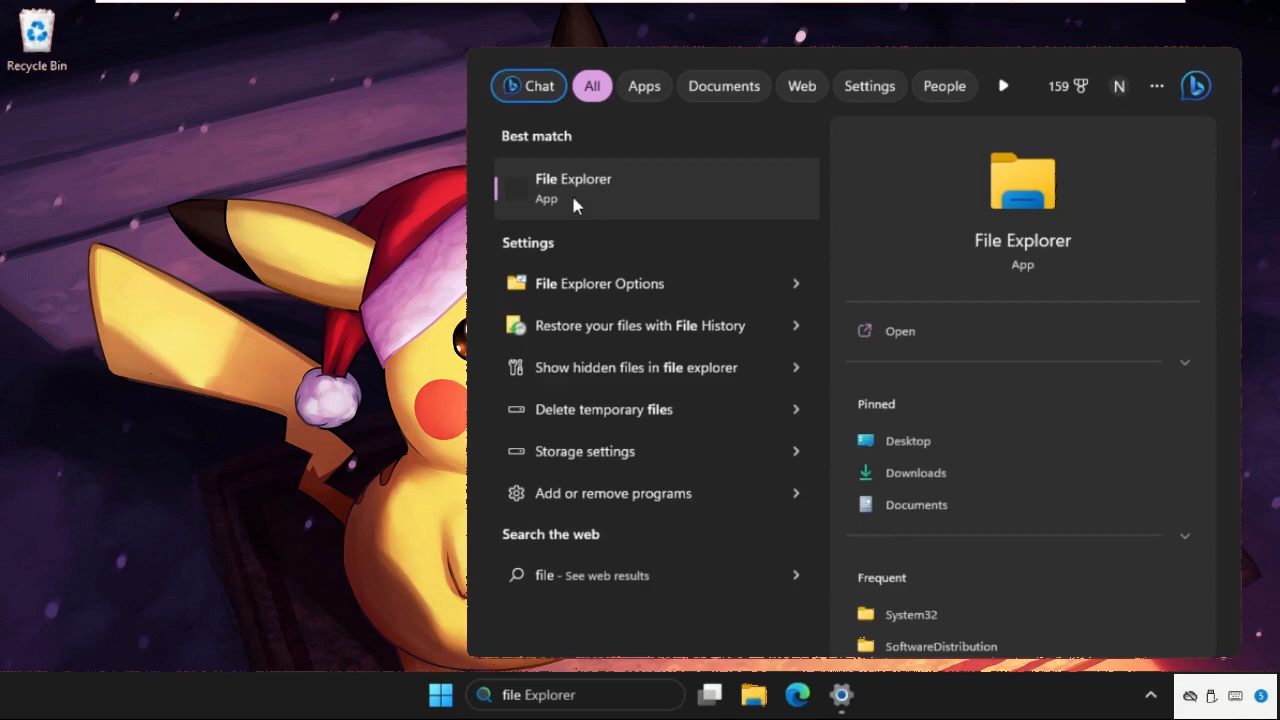 Recycle Bin
Chat All Apps Documents Web Settings People 159 N ...
Best match
File Explorer
App
Settings
File Explorer Options
Restore your files with File History
Show hidden files in file explorer
Delete temporary files
Storage settings
Add or remove programs
Search the web
file - See web results
File Explorer
App
Open
Pinned
Desktop
Downloads
Documents
Frequent
System32
SoftwareDistribution
file Explorer
5